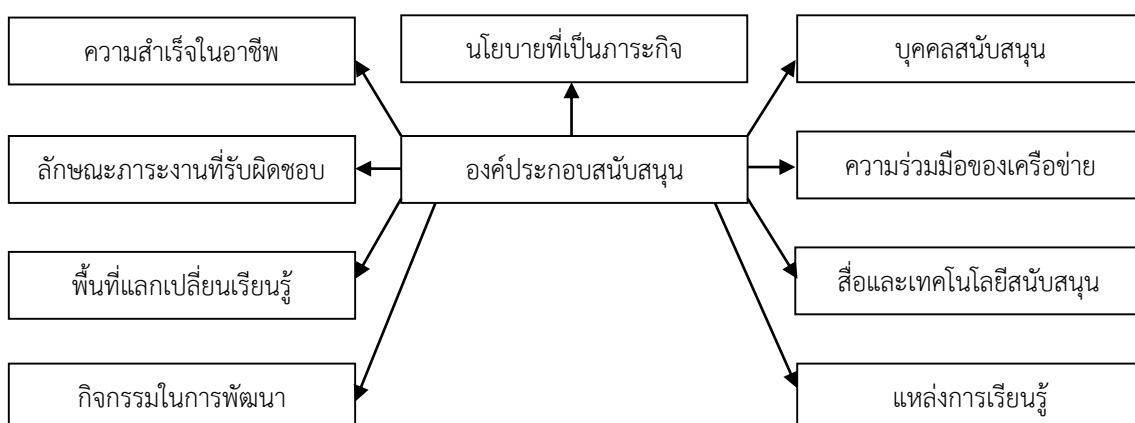 ความสำเร็จในอาชีพ
นโยบายที่เป็นภาระกิจ
บุคคลสนับสนุน
ลักษณะภาระงานที่รับผิดชอบ
องค์ประกอบสนับสนุน
ความร่วมมือของเครือข่าย
พื้นที่แลกเปลี่ยนเรียนรู้
สื่อและเทคโนโลยีสนับสนุน
กิจกรรมในการพัฒนา
แหล่งการเรียนรู้